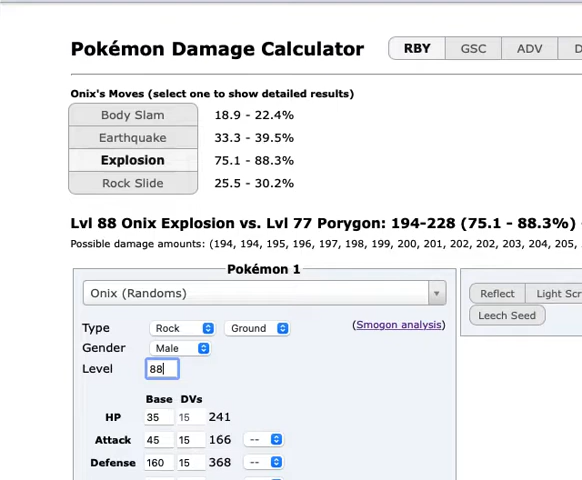 Pokémon Damage Calculator RBY GSC ADV D
Onix's Moves (select one to show detailed results)
Body Slam 18.9 - 22.4%
Earthquake 33.3 - 39.5%
Explosion 75.1 - 88.3%
Rock Slide 25.5 - 30.2%
Lvl 88 Onix Explosion vs. Lvl 77 Porygon: 194-228 (75.1 - 88.3%) -
Possible damage amounts: (194, 194, 195, 196, 197, 198, 199, 200, 201, 202, 202, 203, 204, 205,
Pokémon 1
Onix (Randoms)
Reflect Light Scr
Leech Seed
Type Rock Ground (Smogon analysis)
Gender Male
Level 88
Base DVs
HP 35 15 241
Attack 45 15 166 --
Defense 160 15 368 --